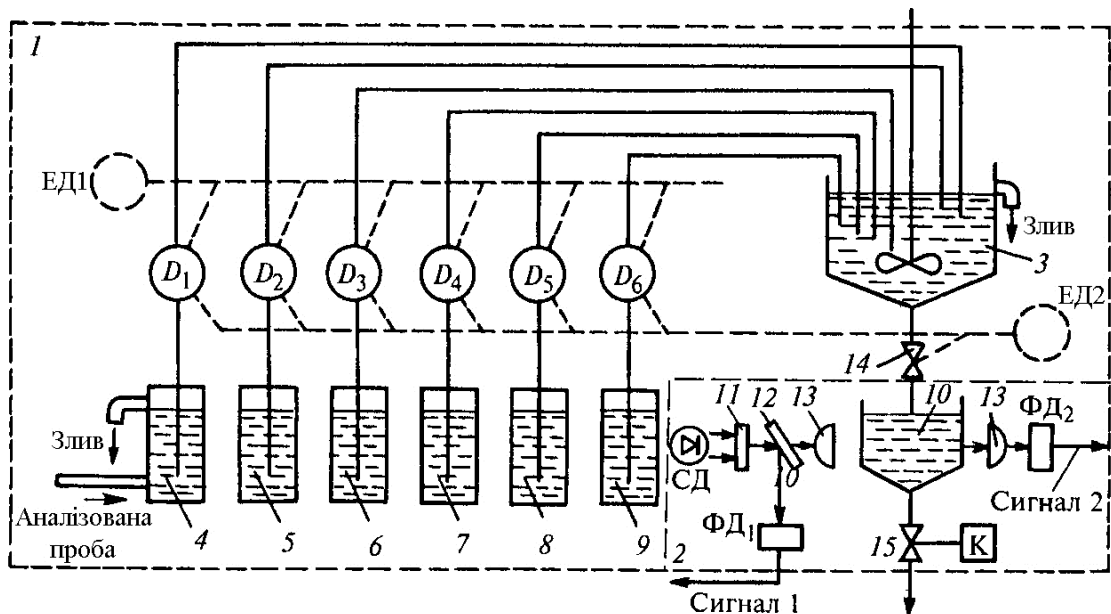 1
ЕД1
D1
D2
D3
D4
D5
D6
Злив
3
ЕД2
14
Злив
Аналізована
проба
4
5
6
7
8
9
11
12
13
10
13
ФД2
СД
10
ФД1
Сигнал 2
2
15
К
Сигнал 1